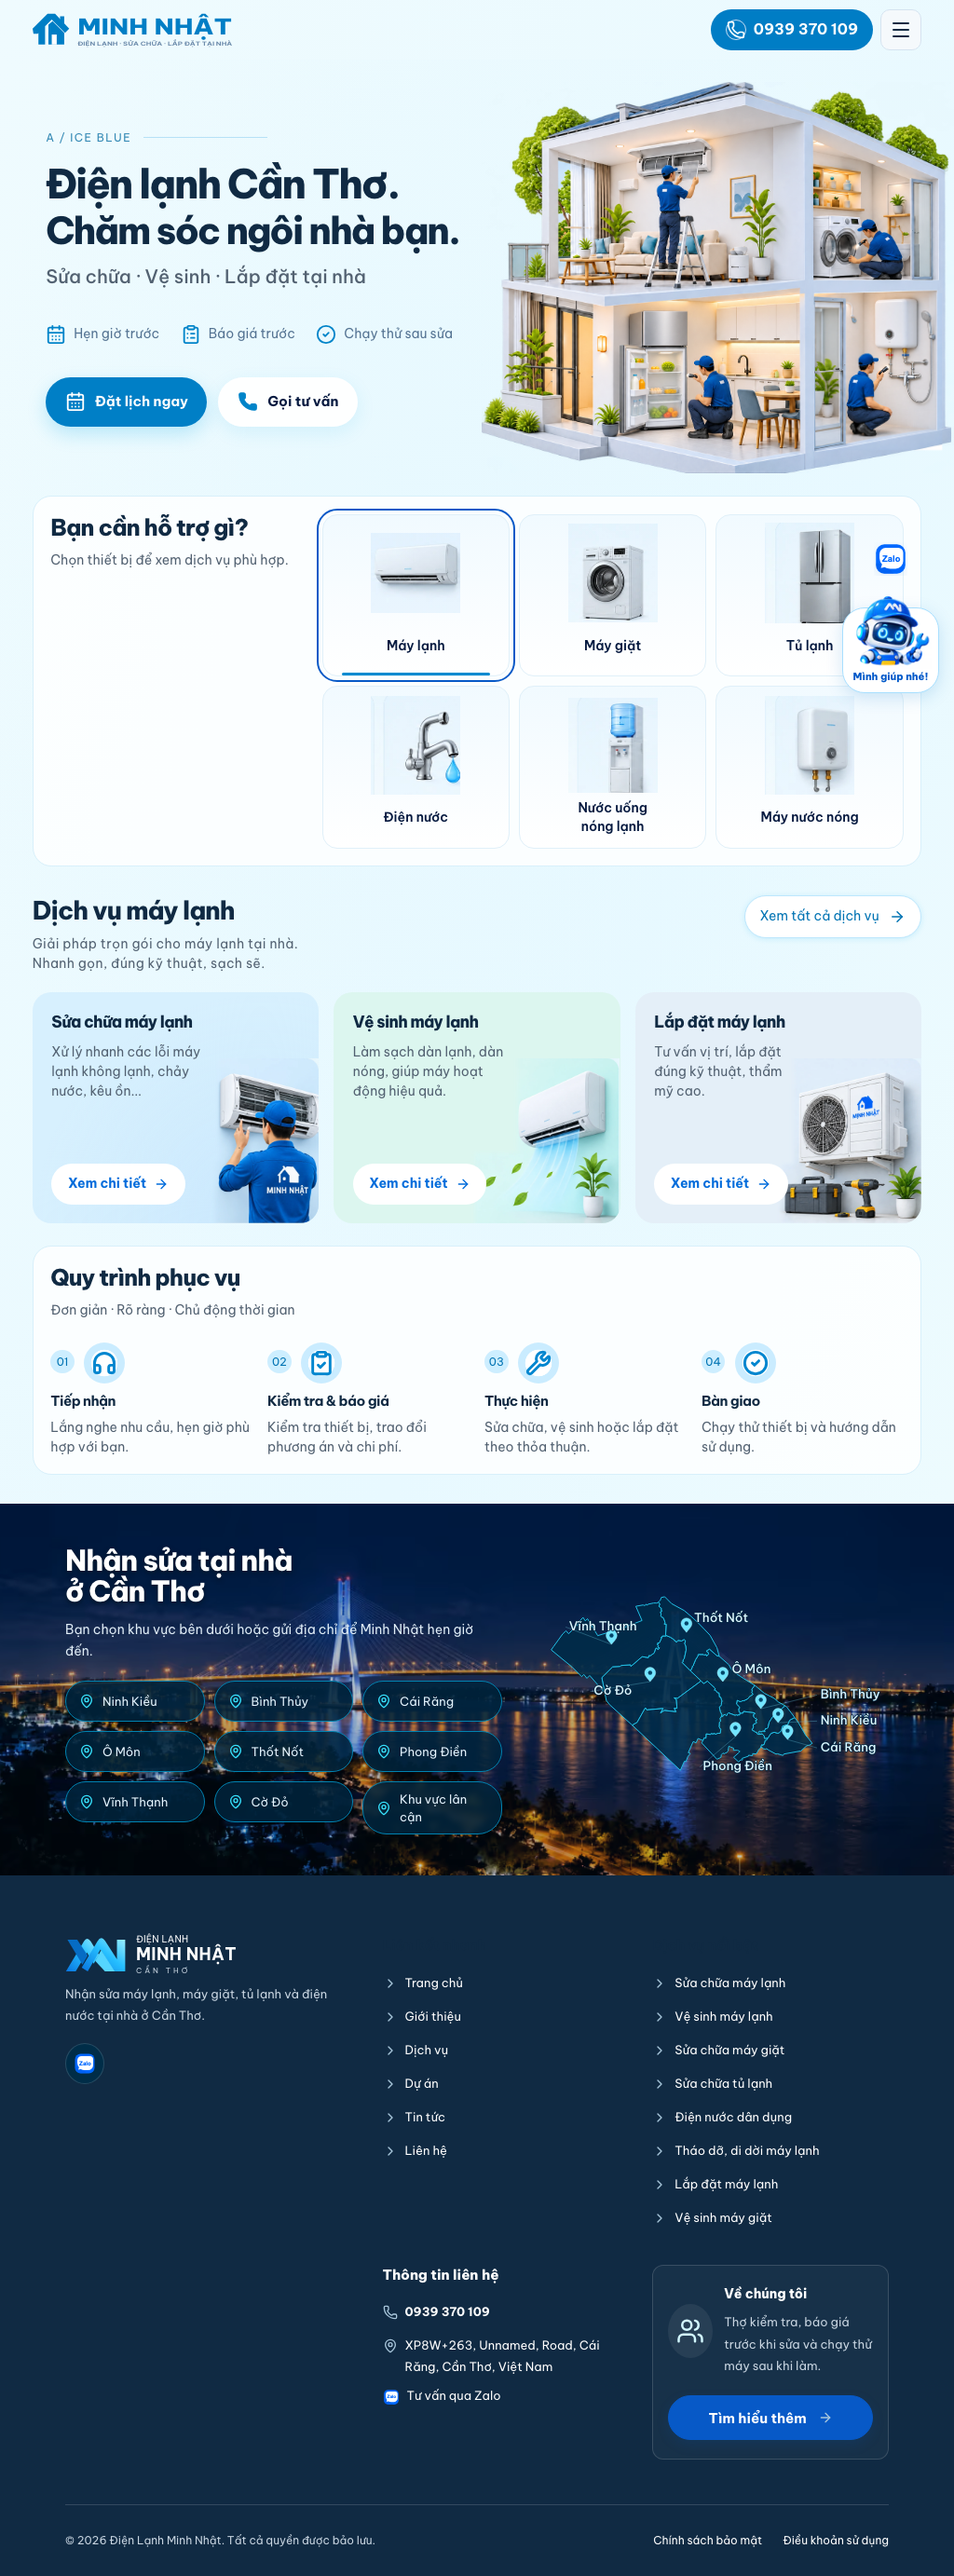 MINH NHẬT
ĐIỆN LẠNH - SỬA CHỮA - LẮP ĐẶT TẠI NHÀ
0939 370 109
A / ICE BLUE
Điện lạnh Cần Thơ.
Chăm sóc ngôi nhà bạn.
Sửa chữa · Vệ sinh · Lắp đặt tại nhà
Hẹn giờ trước
Báo giá trước
Chạy thử sau sửa
Đặt lịch ngay
Gọi tư vấn
Bạn cần hỗ trợ gì?
Chọn thiết bị để xem dịch vụ phù hợp.
Máy lạnh
Máy giặt
Tủ lạnh
Zalo
Mình giúp nhé!
Điện nước
Nước uống
nóng lạnh
Máy nước nóng
Dịch vụ máy lạnh
Giải pháp trọn gói cho máy lạnh tại nhà.
Nhanh gọn, đúng kỹ thuật, sạch sẽ.
Xem tất cả dịch vụ
Sửa chữa máy lạnh
Xử lý nhanh các lỗi máy
lạnh không lạnh, chảy
nước, kêu ồn...
MINH NHẬT
Xem chi tiết
Vệ sinh máy lạnh
Làm sạch dàn lạnh, dàn
nóng, giúp máy hoạt
động hiệu quả.
Xem chi tiết
Lắp đặt máy lạnh
Tư vấn vị trí, lắp đặt
đúng kỹ thuật, thẩm
mỹ cao.
MINH NHẬT
Xem chi tiết
Quy trình phục vụ
Đơn giản · Rõ ràng · Chủ động thời gian
01
Tiếp nhận
Lắng nghe nhu cầu, hẹn giờ phù
hợp với bạn.
02
Kiểm tra & báo giá
Kiểm tra thiết bị, trao đổi
phương án và chi phí.
03
Thực hiện
Sửa chữa, vệ sinh hoặc lắp đặt
theo thỏa thuận.
04
Bàn giao
Chạy thử thiết bị và hướng dẫn
sử dụng.
Nhận sửa tại nhà
ở Cần Thơ
Bạn chọn khu vực bên dưới hoặc gửi địa chỉ để Minh Nhật hẹn giờ
đến.
Ninh Kiều
Bình Thủy
Cái Răng
Ô Môn
Thốt Nốt
Phong Điền
Vĩnh Thạnh
Cờ Đỏ
Khu vực lân
cận
Vĩnh Thạnh
Thốt Nốt
Cờ Đỏ
Ô Môn
Bình Thủy
Ninh Kiều
Cái Răng
Phong Điền
ĐIỆN LẠNH
MINH NHẬT
CẦN THƠ
Nhận sửa máy lạnh, máy giặt, tủ lạnh và điện
nước tại nhà ở Cần Thơ.
Zalo
Trang chủ
Giới thiệu
Dịch vụ
Dự án
Tin tức
Liên hệ
Sửa chữa máy lạnh
Vệ sinh máy lạnh
Sửa chữa máy giặt
Sửa chữa tủ lạnh
Điện nước dân dụng
Tháo dỡ, di dời máy lạnh
Lắp đặt máy lạnh
Vệ sinh máy giặt
Thông tin liên hệ
0939 370 109
XP8W+263, Unnamed, Road, Cái
Răng, Cần Thơ, Việt Nam
Zalo
Tư vấn qua Zalo
Về chúng tôi
Thợ kiểm tra, báo giá
trước khi sửa và chạy thử
máy sau khi làm.
Tìm hiểu thêm
© 2026 Điện Lạnh Minh Nhật. Tất cả quyền được bảo lưu.
Chính sách bảo mật
Điều khoản sử dụng